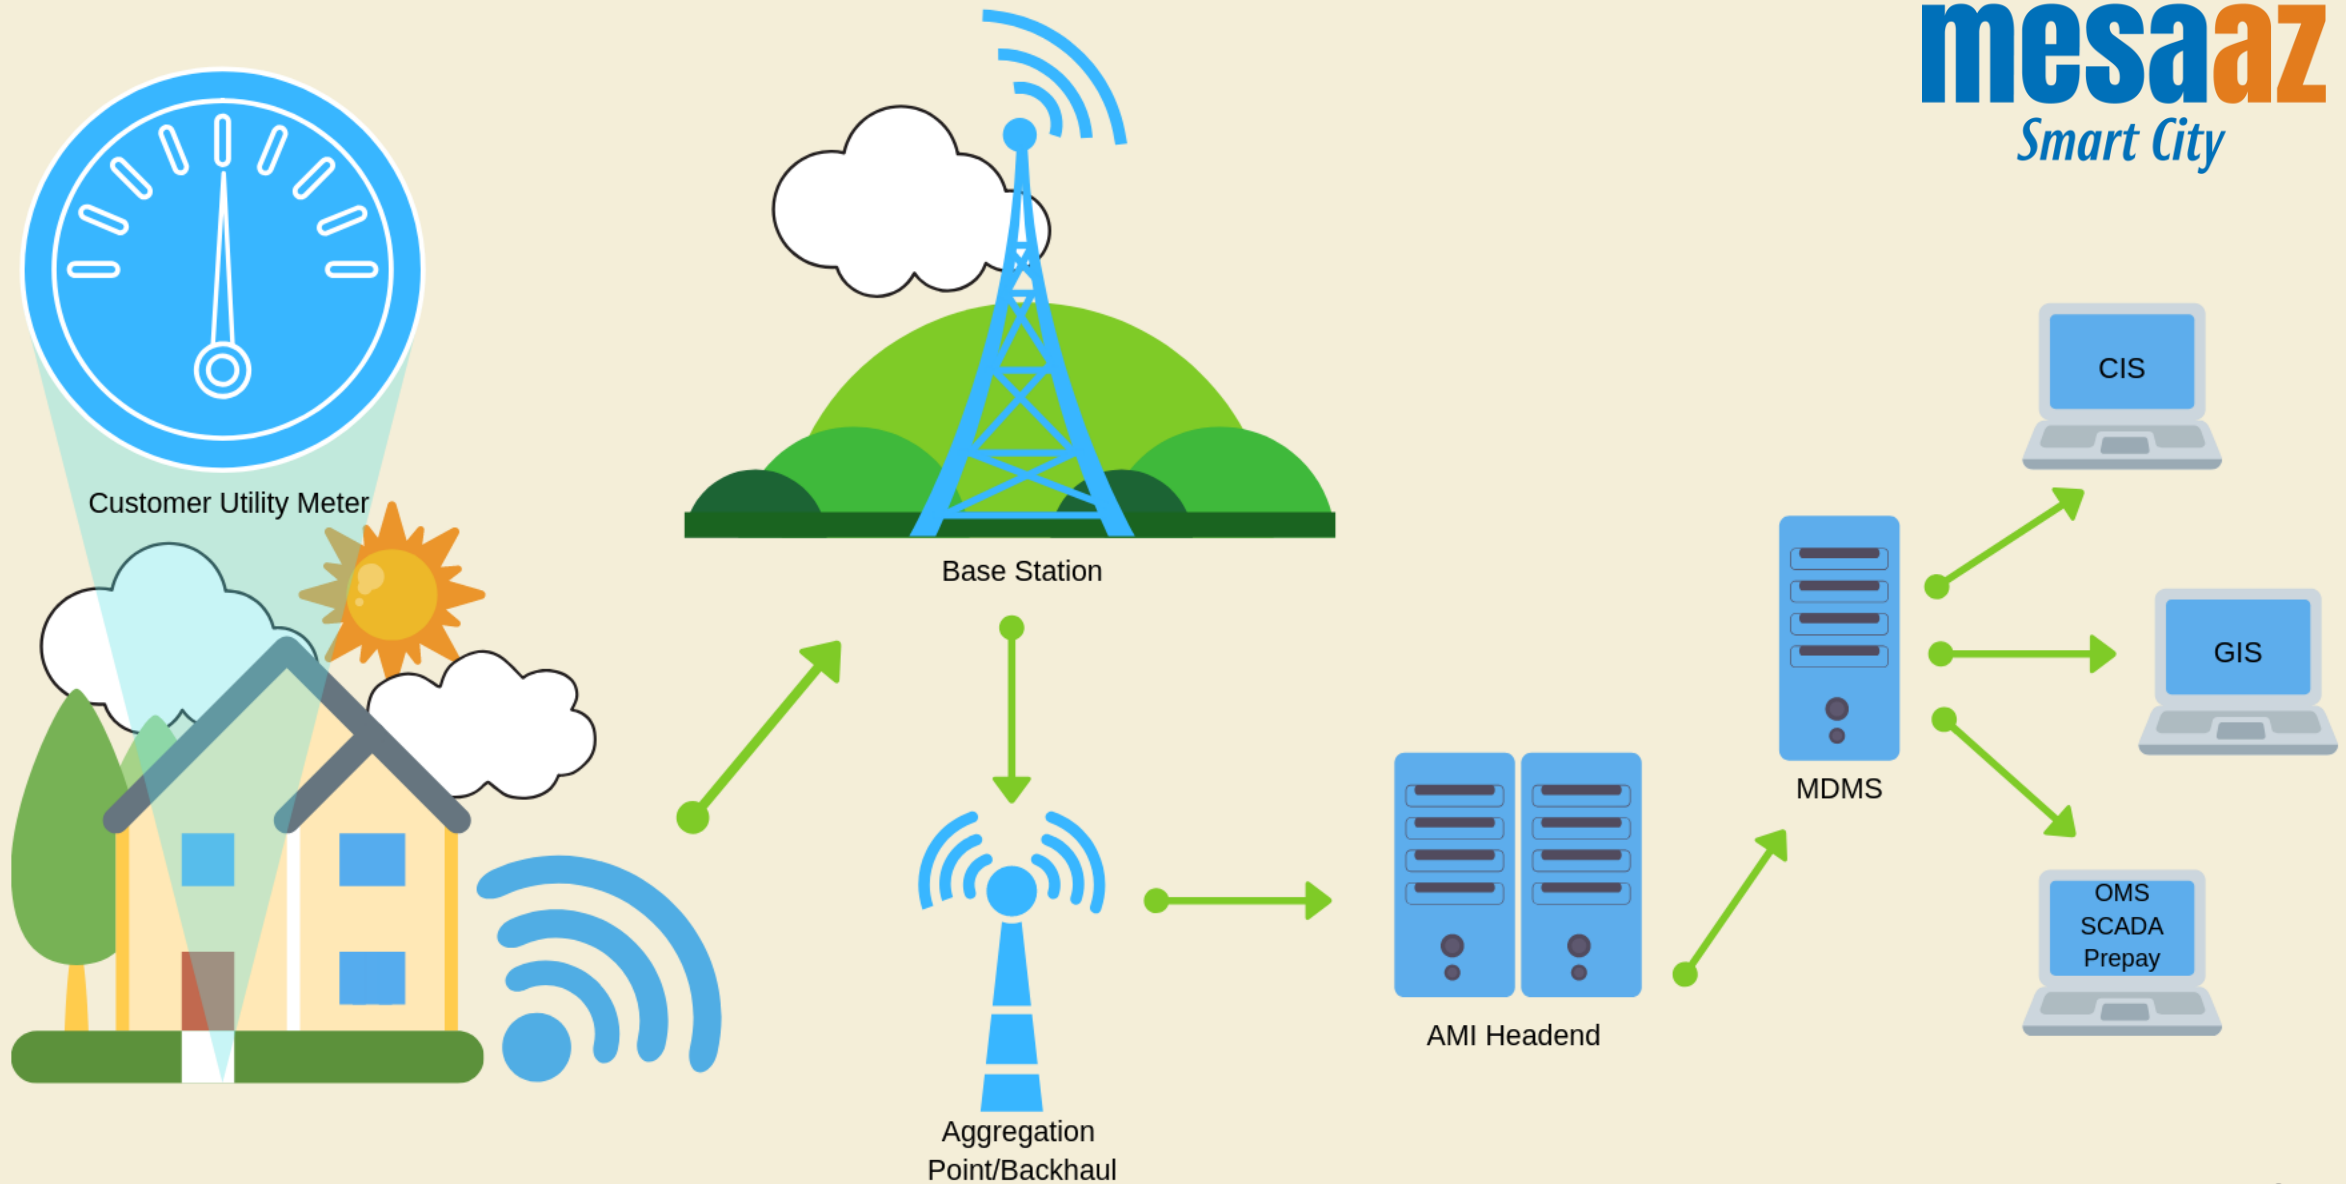 mesaaz
Smart City
Customer Utility Meter
Base Station
Aggregation
Point/Backhaul
AMI Headend
MDMS
CIS
GIS
OMS
SCADA
Prepay